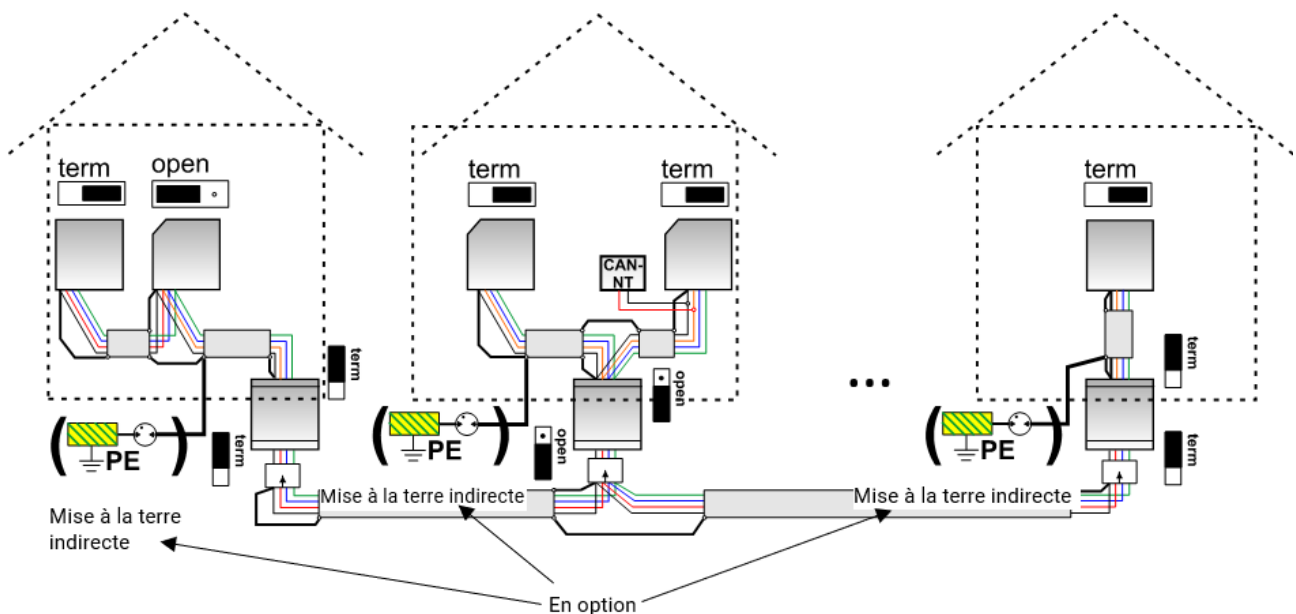 term
open
term
term
term
CAN-
NT
term
term
open
PE
PE
PE
term
open
term
Mise à la terre indirecte
Mise à la terre indirecte
Mise à la terre
indirecte
En option